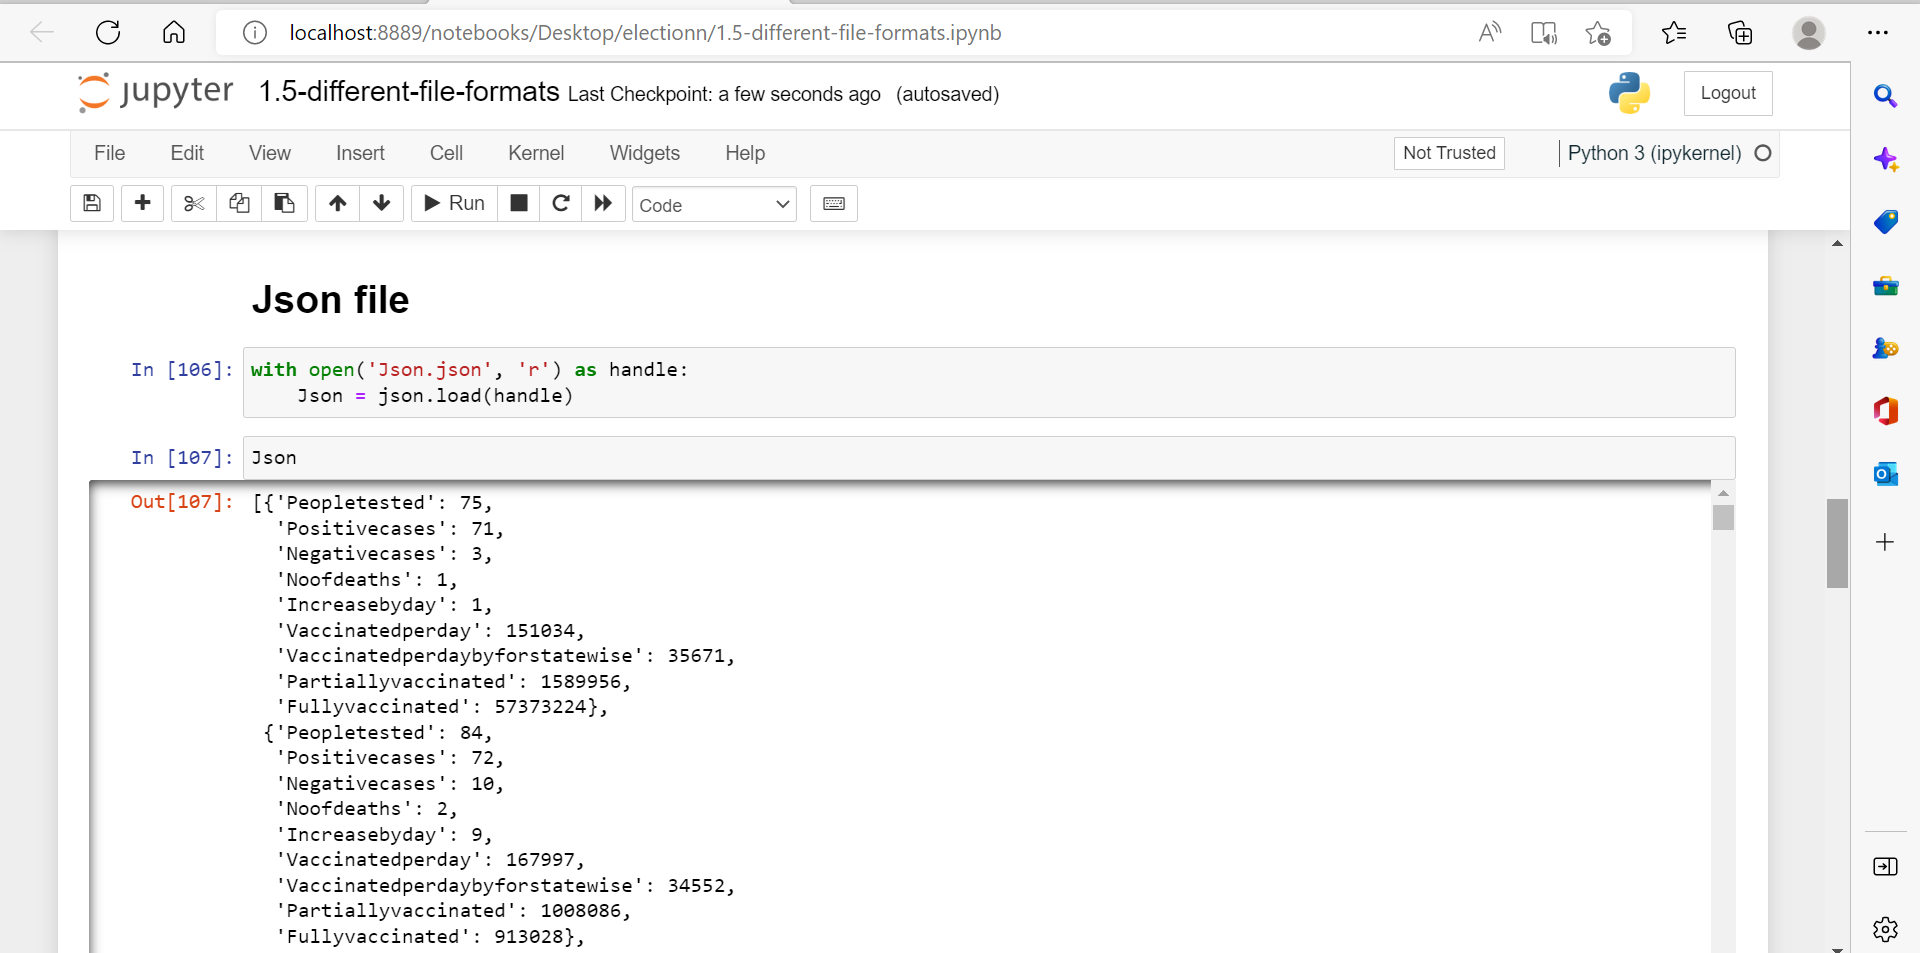 localhost:8889/notebooks/Desktop/electionn/1.5-different-file-formats.ipynb
jupyter 1.5-different-file-formats Last Checkpoint: a few seconds ago (autosaved)
Logout
File Edit View Insert Cell Kernel Widgets Help Not Trusted Python 3 (ipykernel)
Run Code
Json file
In [106]: with open('Json.json', 'r') as handle:
Json = json.load(handle)
In [107]: Json
Out[107]: [{'Peopletested': 75,
'Positivecases': 71,
'Negativecases': 3,
'Noofdeaths': 1,
'Increasebyday': 1,
'Vaccinatedperday': 151034,
'Vaccinatedperdaybyforstatewise': 35671,
'Partiallyvaccinated': 1589956,
'Fullyvaccinated': 57373224},
{'Peopletested': 84,
'Positivecases': 72,
'Negativecases': 10,
'Noofdeaths': 2,
'Increasebyday': 9,
'Vaccinatedperday': 167997,
'Vaccinatedperdaybyforstatewise': 34552,
'Partiallyvaccinated': 1008086,
'Fullyvaccinated': 913028},